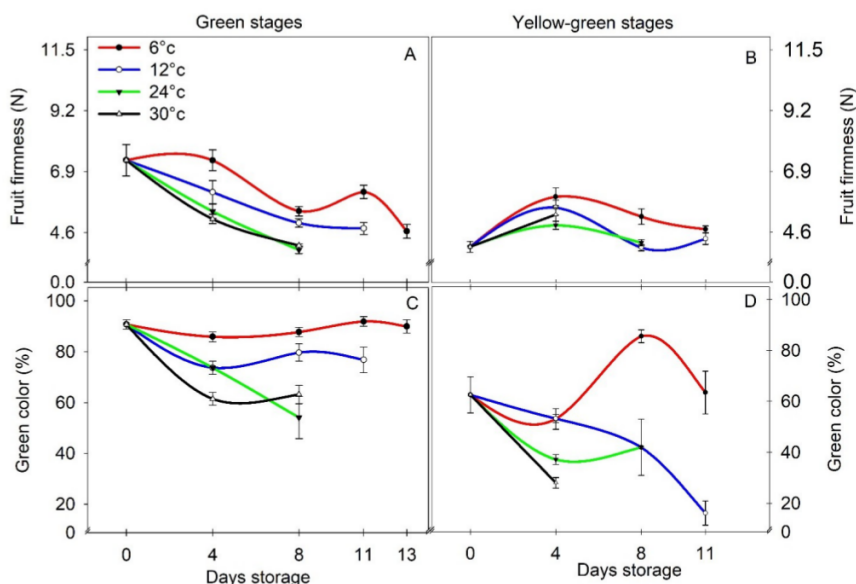 Green stages
Yellow-green stages
11.5
9.2
6.9
4.6
0.0
Fruit firmness (N)
6°c
12°c
24°c
30°c
A
B
11.5
9.2
6.9
4.6
0.0
Fruit firmness (N)
100
80
60
40
20
0
Green color (%)
C
D
100
80
60
40
20
0
Green color (%)
0 4 8 11 13
0 4 8 11
Days storage
Days storage